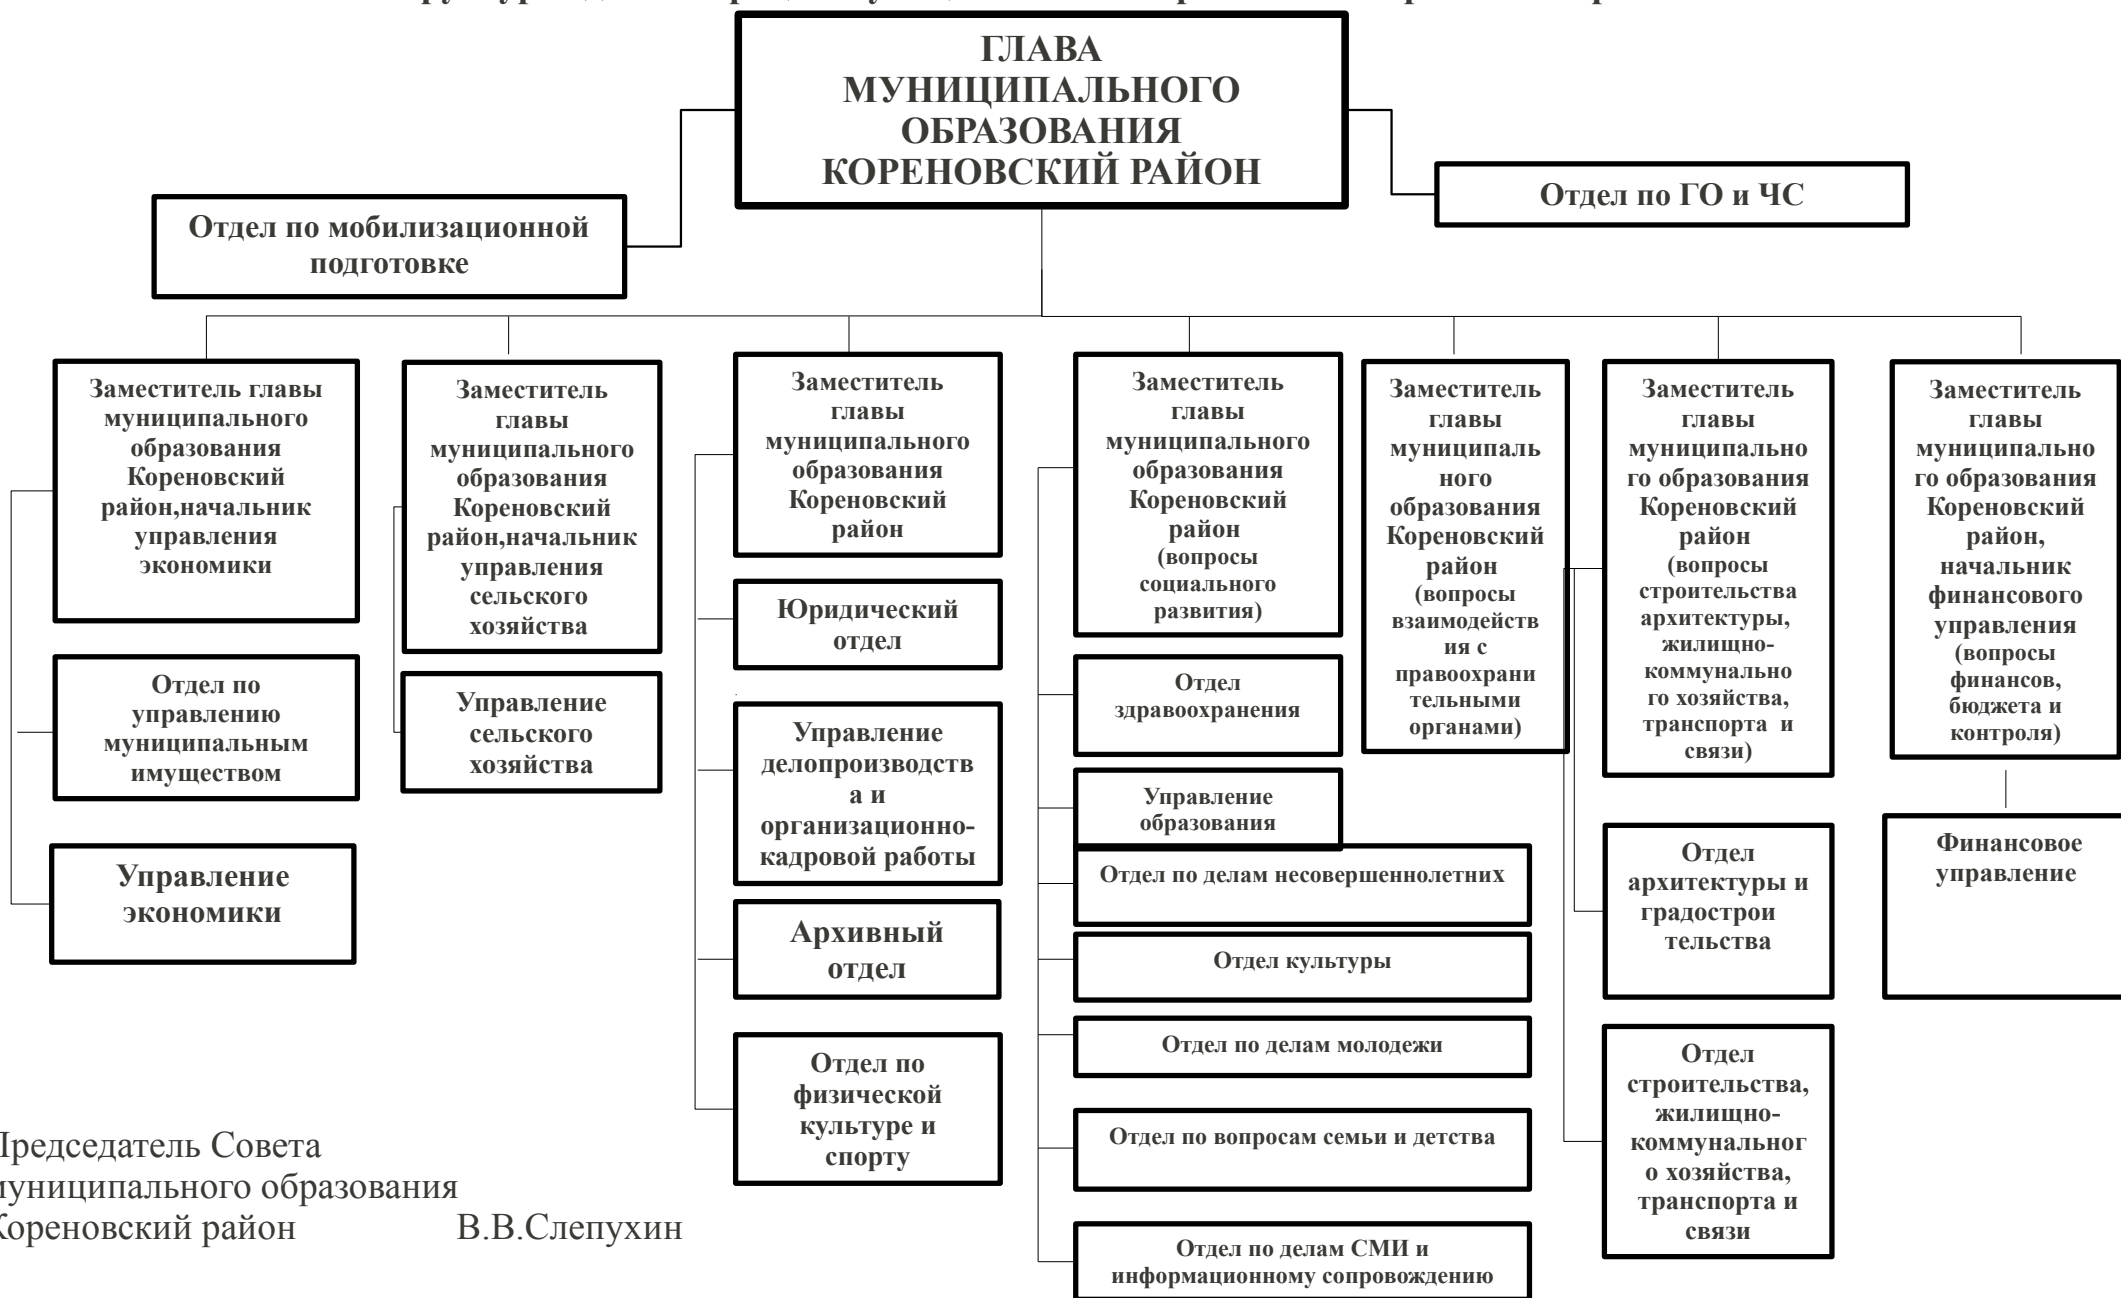 ГЛАВА
МУНИЦИПАЛЬНОГО
ОБРАЗОВАНИЯ
КОРЕНОВСКИЙ РАЙОН
Отдел по ГО и ЧС
Отдел по мобилизационной
подготовке
Заместитель главы
муниципального
образования
Кореновский
район,начальник
управления
экономики
Отдел по
управлению
муниципальным
имуществом
Управление
экономики
Заместитель
главы
муниципального
образования
Кореновский
район,начальник
управления
сельского
хозяйства
Управление
сельского
хозяйства
Заместитель
главы
муниципального
образования
Кореновский
район
Юридический
отдел
Управление
делопроизводств
а и
организационно-
кадровой работы
Архивный
отдел
Отдел по
физической
культуре и
спорту
Заместитель
главы
муниципального
образования
Кореновский
район
(вопросы
социального
развития)
Отдел
здравоохранения
Управление
образования
Отдел по делам несовершеннолетних
Отдел культуры
Отдел по делам молодежи
Отдел по вопросам семьи и детства
Отдел по делам СМИ и
информационному сопровождению
Заместитель
главы
муниципаль
ного
образования
Кореновский
район
(вопросы
взаимодейств
ия с
правоохрани
тельными
органами)
Заместитель
главы
муниципально
го образования
Кореновский
район
(вопросы
строительства
архитектуры,
жилищно-
коммунально
го хозяйства,
транспорта и
связи)
Отдел
архитектуры и
градострои
тельства
Отдел
строительства,
жилищно-
коммунальног
о хозяйства,
транспорта и
связи
Заместитель
главы
муниципально
го образования
Кореновский
район,
начальник
финансового
управления
(вопросы
финансов,
бюджета и
контроля)
Финансовое
управление
Председатель Совета
муниципального образования
Кореновский район В.В.Слепухин